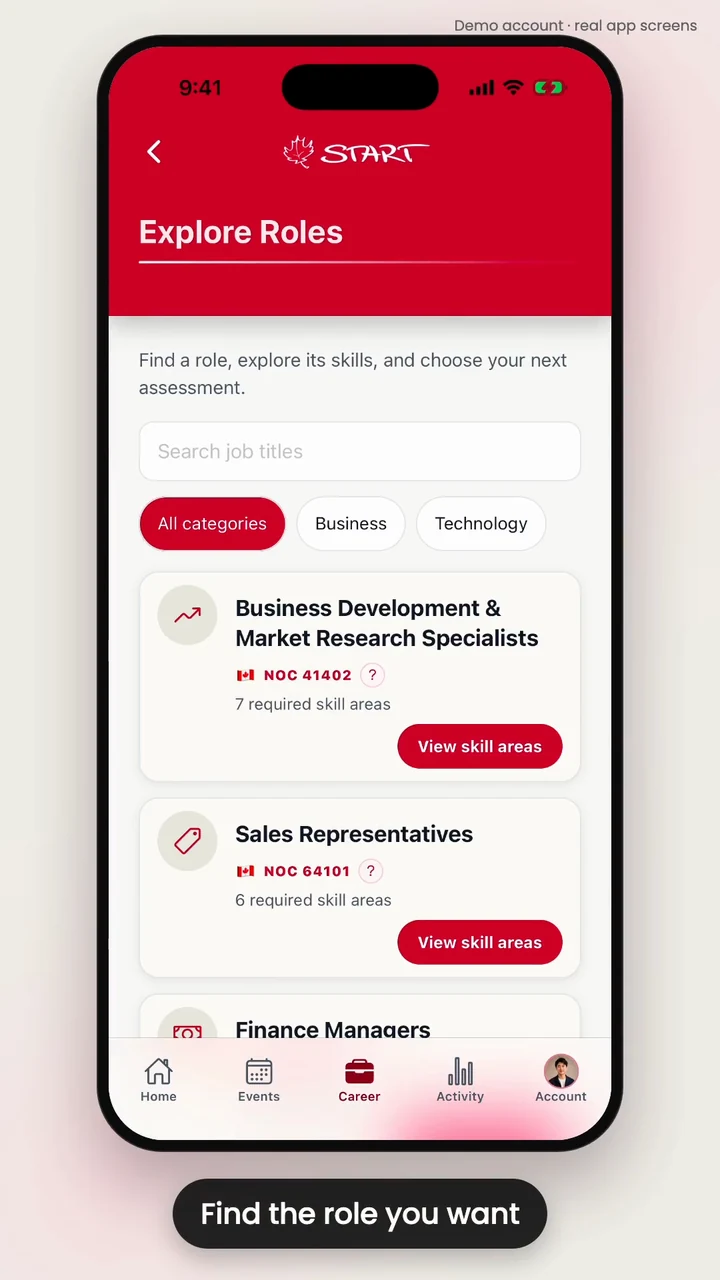 Demo account · real app screens
9:41
START
Explore Roles
Find a role, explore its skills, and choose your next
assessment.
Search job titles
All categories
Business
Technology
Business Development &
Market Research Specialists
NOC 41402
?
7 required skill areas
View skill areas
Sales Representatives
NOC 64101
?
6 required skill areas
View skill areas
Finance Managers
Home
Events
Career
Activity
Account
Find the role you want